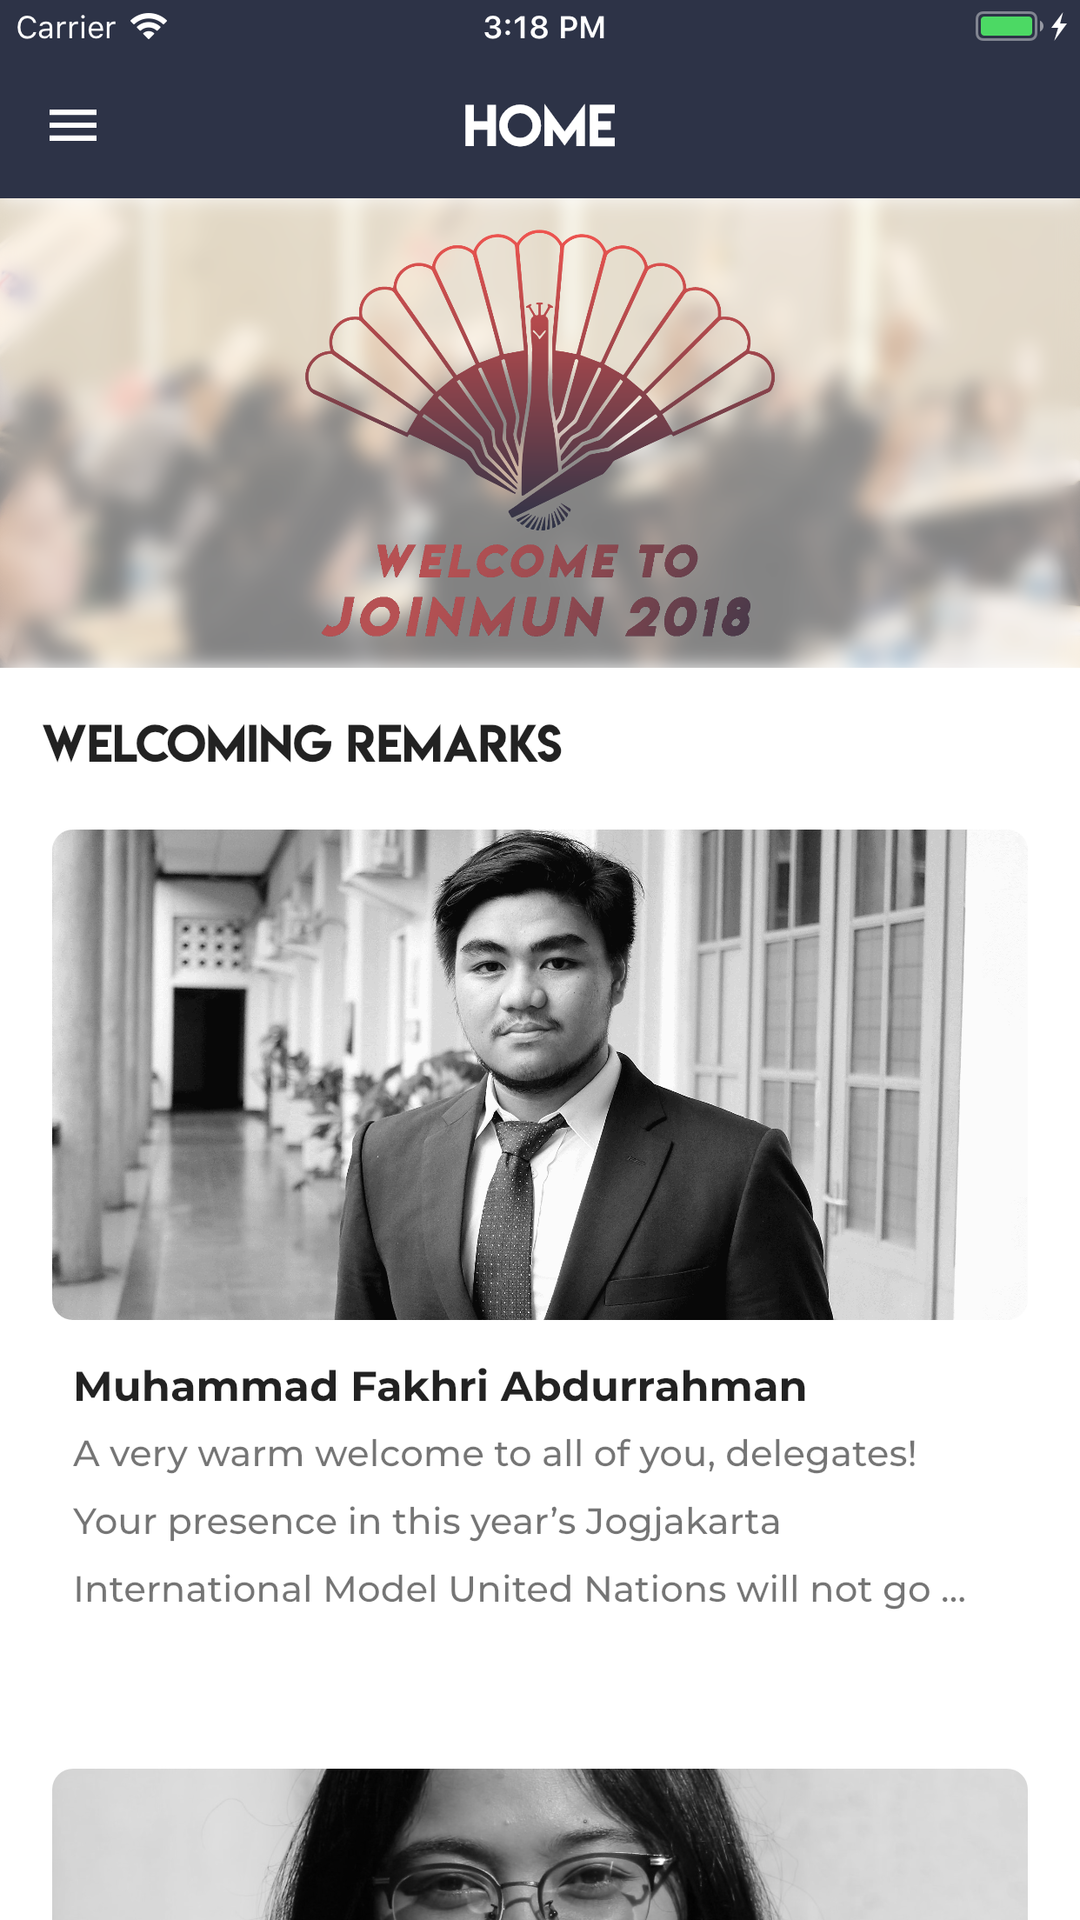 Carrier
3:18 PM
HOME
WELCOME TO
JOINMUN 2018
WELCOMING REMARKS
Muhammad Fakhri Abdurrahman
A very warm welcome to all of you, delegates!
Your presence in this year’s Jogjakarta
International Model United Nations will not go ...